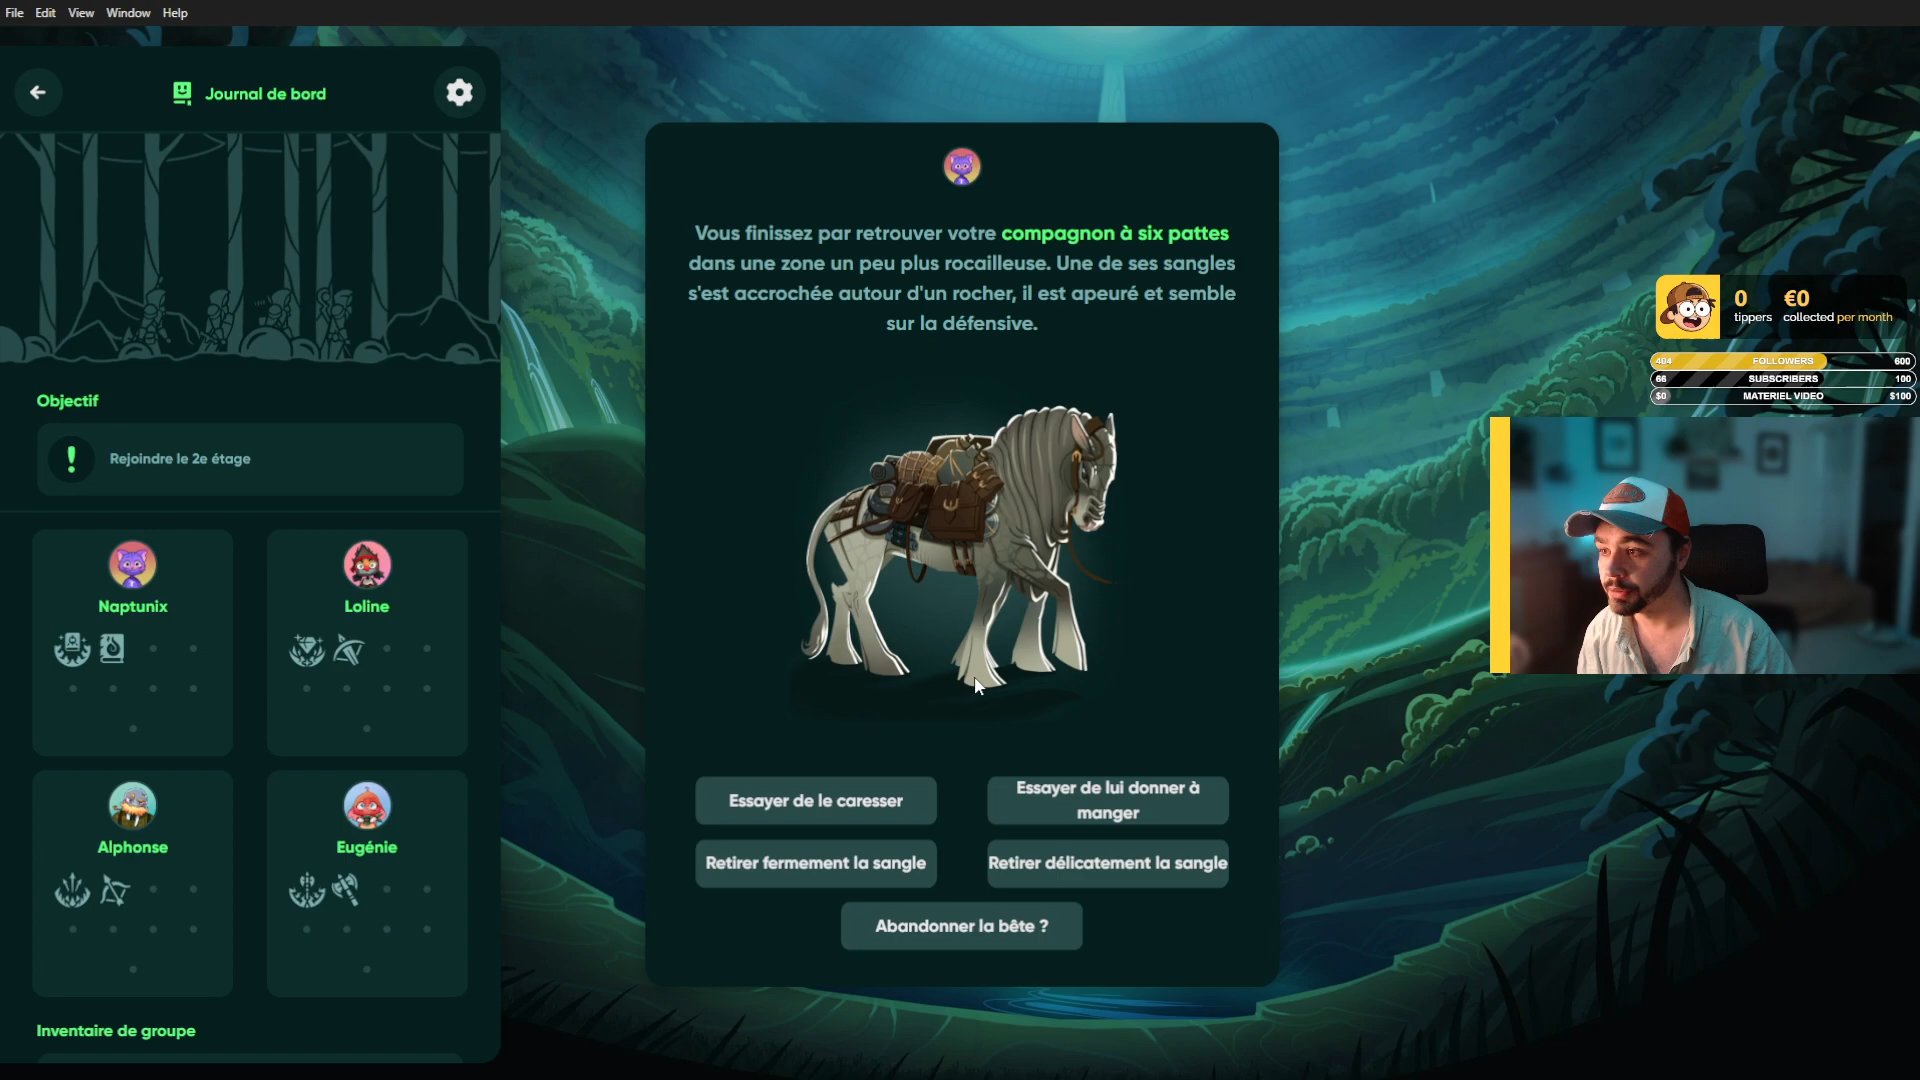 File Edit View Window Help
Journal de bord
Objectif
Rejoindre le 2e étage
Naptunix
Loline
Alphonse
Eugénie
Inventaire de groupe
Vous finissez par retrouver votre compagnon à six pattes
dans une zone un peu plus rocailleuse. Une de ses sangles
s'est accrochée autour d'un rocher, il est apeuré et semble
sur la défensive.
Essayer de le caresser
Essayer de lui donner à
manger
Retirer fermement la sangle
Retirer délicatement la sangle
Abandonner la bête ?
0 €0
tippers collected per month
404 FOLLOWERS 600
66 SUBSCRIBERS 100
$0 MATERIEL VIDEO $100